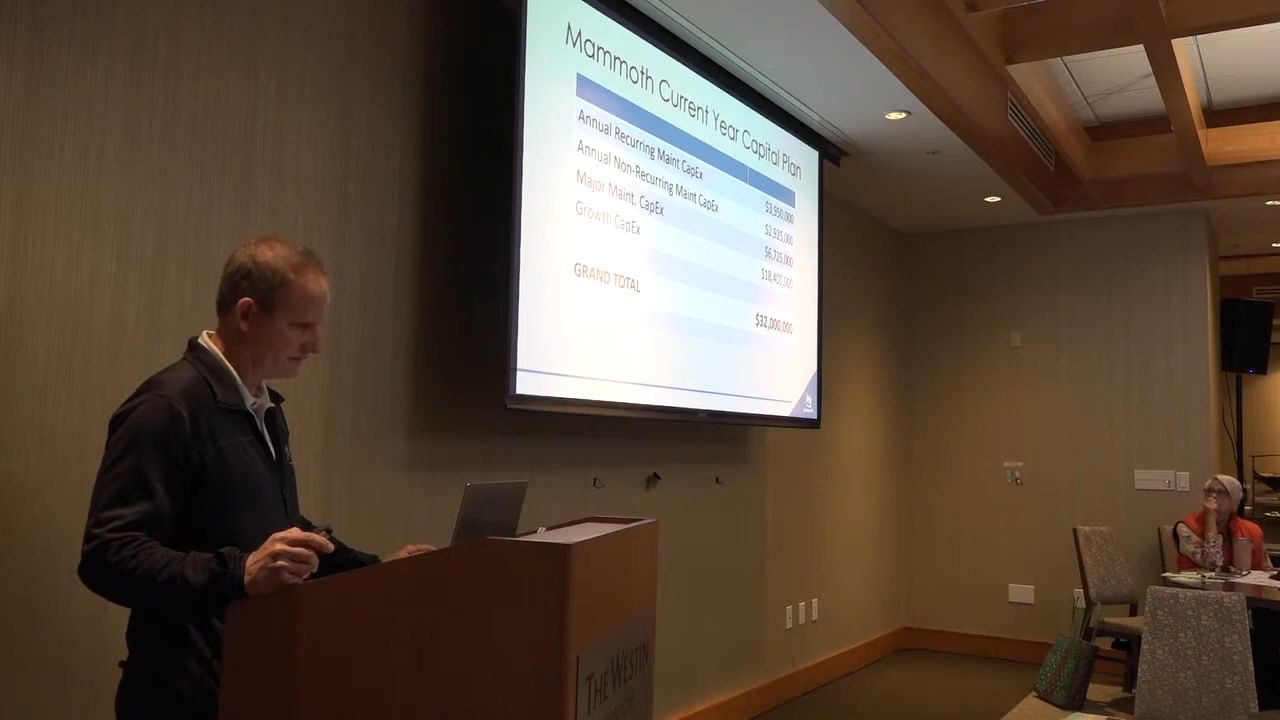 Mammoth Current Year Capital Plan
Annual Recurring Maint CapEx $3,950,000
Annual Non-Recurring Maint CapEx $2,925,000
Major Maint. CapEx $6,725,000
Growth CapEx $18,400,000
GRAND TOTAL $32,000,000
THE WESTIN